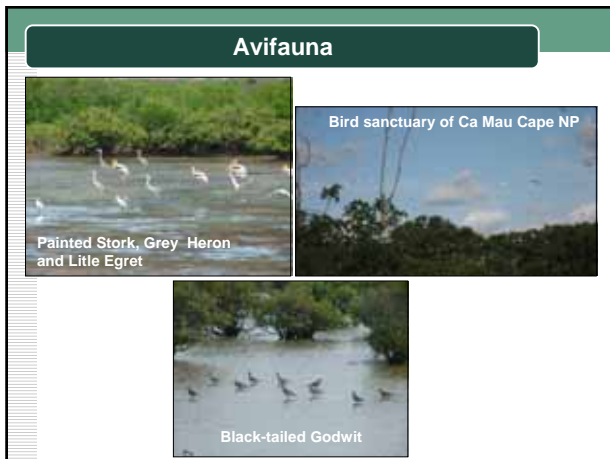 Avifauna
Bird sanctuary of Ca Mau Cape NP
Painted Stork, Grey Heron
and Litle Egret
Black-tailed Godwit